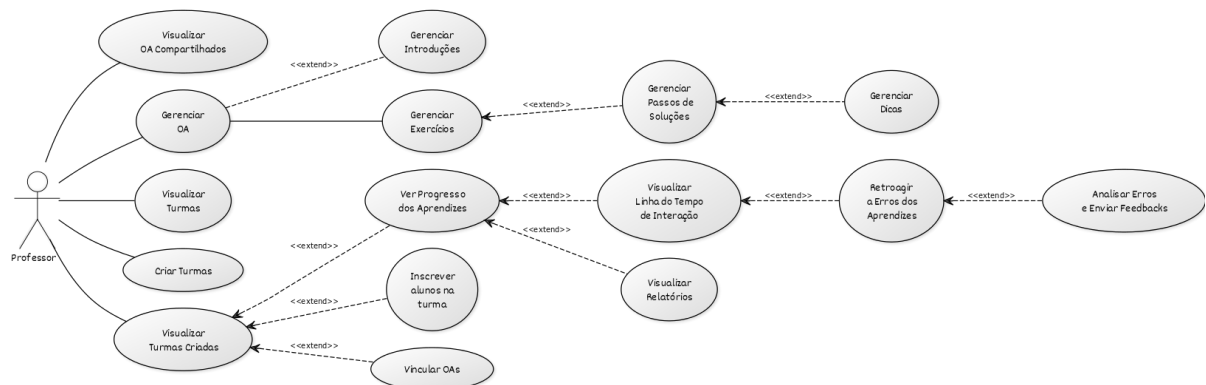 Visualizar
OA Compartilhados
Gerenciar
Introduções
<<extend>>
Gerenciar
OA
Gerenciar
Exercícios
<<extend>>
Gerenciar
Passos de
Soluções
<<extend>>
Gerenciar
Dicas
Professor
Visualizar
Turmas
Ver Progresso
dos Aprendizes
<<extend>>
Visualizar
Linha do Tempo
de Interação
<<extend>>
Retroagir
a Erros dos
Aprendizes
<<extend>>
Analisar Erros
e Enviar Feedbacks
<<extend>>
<<extend>>
Criar Turmas
Inscrever
alunos na
turma
Visualizar
Relatórios
<<extend>>
Visualizar
Turmas Criadas
<<extend>>
Vincular OAs